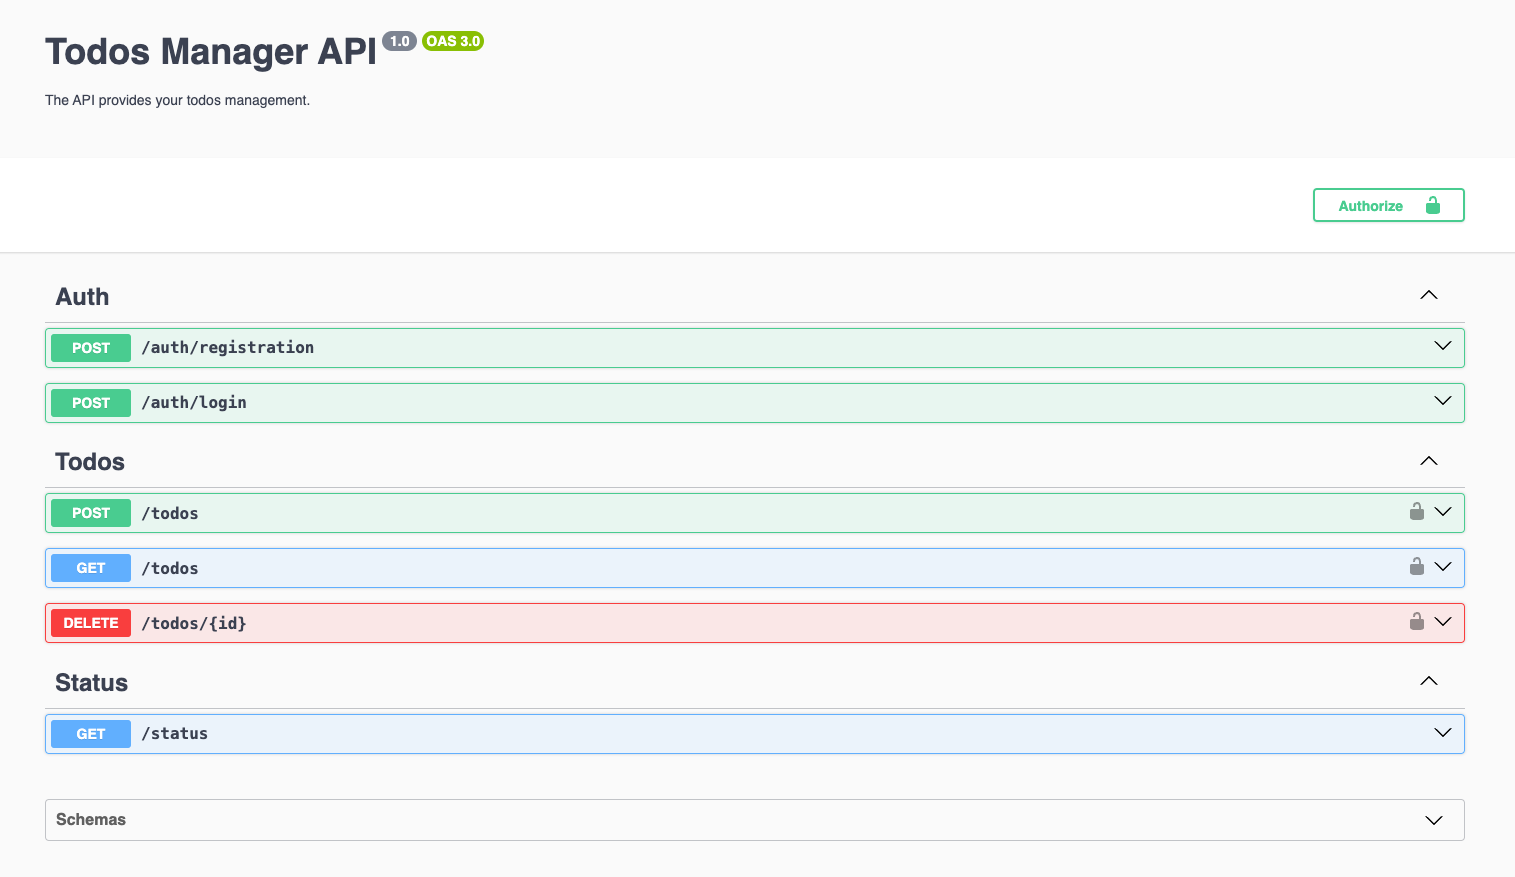 Todos Manager API 1.0 OAS 3.0
The API provides your todos management.
Authorize
Auth
POST /auth/registration
POST /auth/login
Todos
POST /todos
GET /todos
DELETE /todos/{id}
Status
GET /status
Schemas